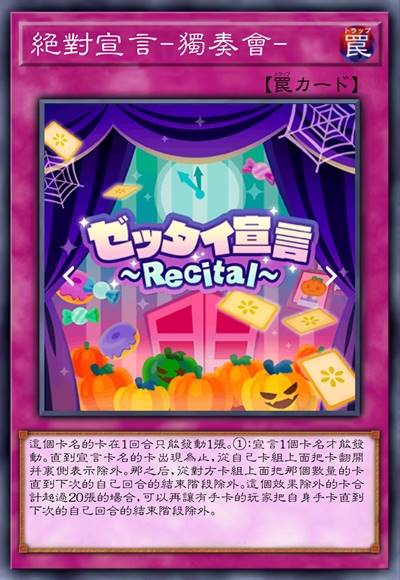 絕對宣言-獨奏會-
トラップ
罠
トラップ
【罠カード】
ゼッタイ宣言
~Recital~
這個卡名的卡在1回合只能發動1張。①:宣言1個卡名才能發
動。直到宣言卡名的卡出現為止,從自己卡組上面把卡翻開
并裏側表示除外。那之后,從對方卡組上面把那個數量的卡
直到下次的自己回合的結束階段除外。這個效果除外的卡合
計超過20張的場合,可以再讓有手卡的玩家把自身手卡直到
下次的自己回合的結束階段除外。